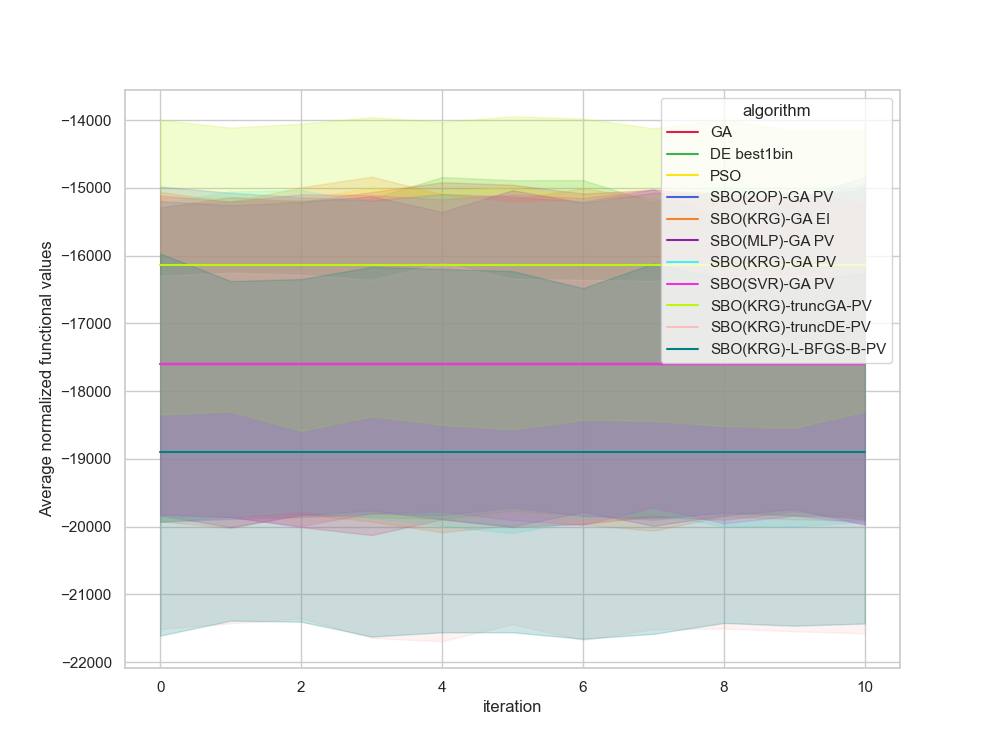 −14000
−15000
−16000
−17000
−18000
−19000
−20000
−21000
−22000
Average normalized functional values
0
2
4
6
8
10
iteration
algorithm
GA
DE best1bin
PSO
SBO(2OP)-GA PV
SBO(KRG)-GA EI
SBO(MLP)-GA PV
SBO(KRG)-GA PV
SBO(SVR)-GA PV
SBO(KRG)-truncGA-PV
SBO(KRG)-truncDE-PV
SBO(KRG)-L-BFGS-B-PV